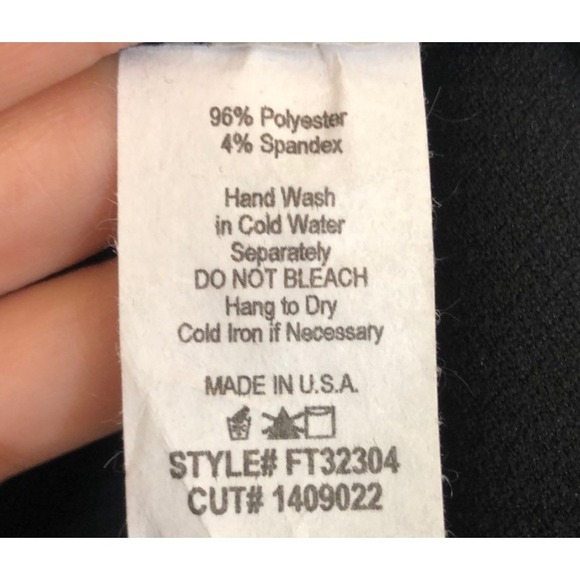 96% Polyester
4% Spandex
Hand Wash
in Cold Water
Separately
DO NOT BLEACH
Hang to Dry
Cold Iron if Necessary
MADE IN U.S.A.
STYLE# FT32304
CUT# 1409022